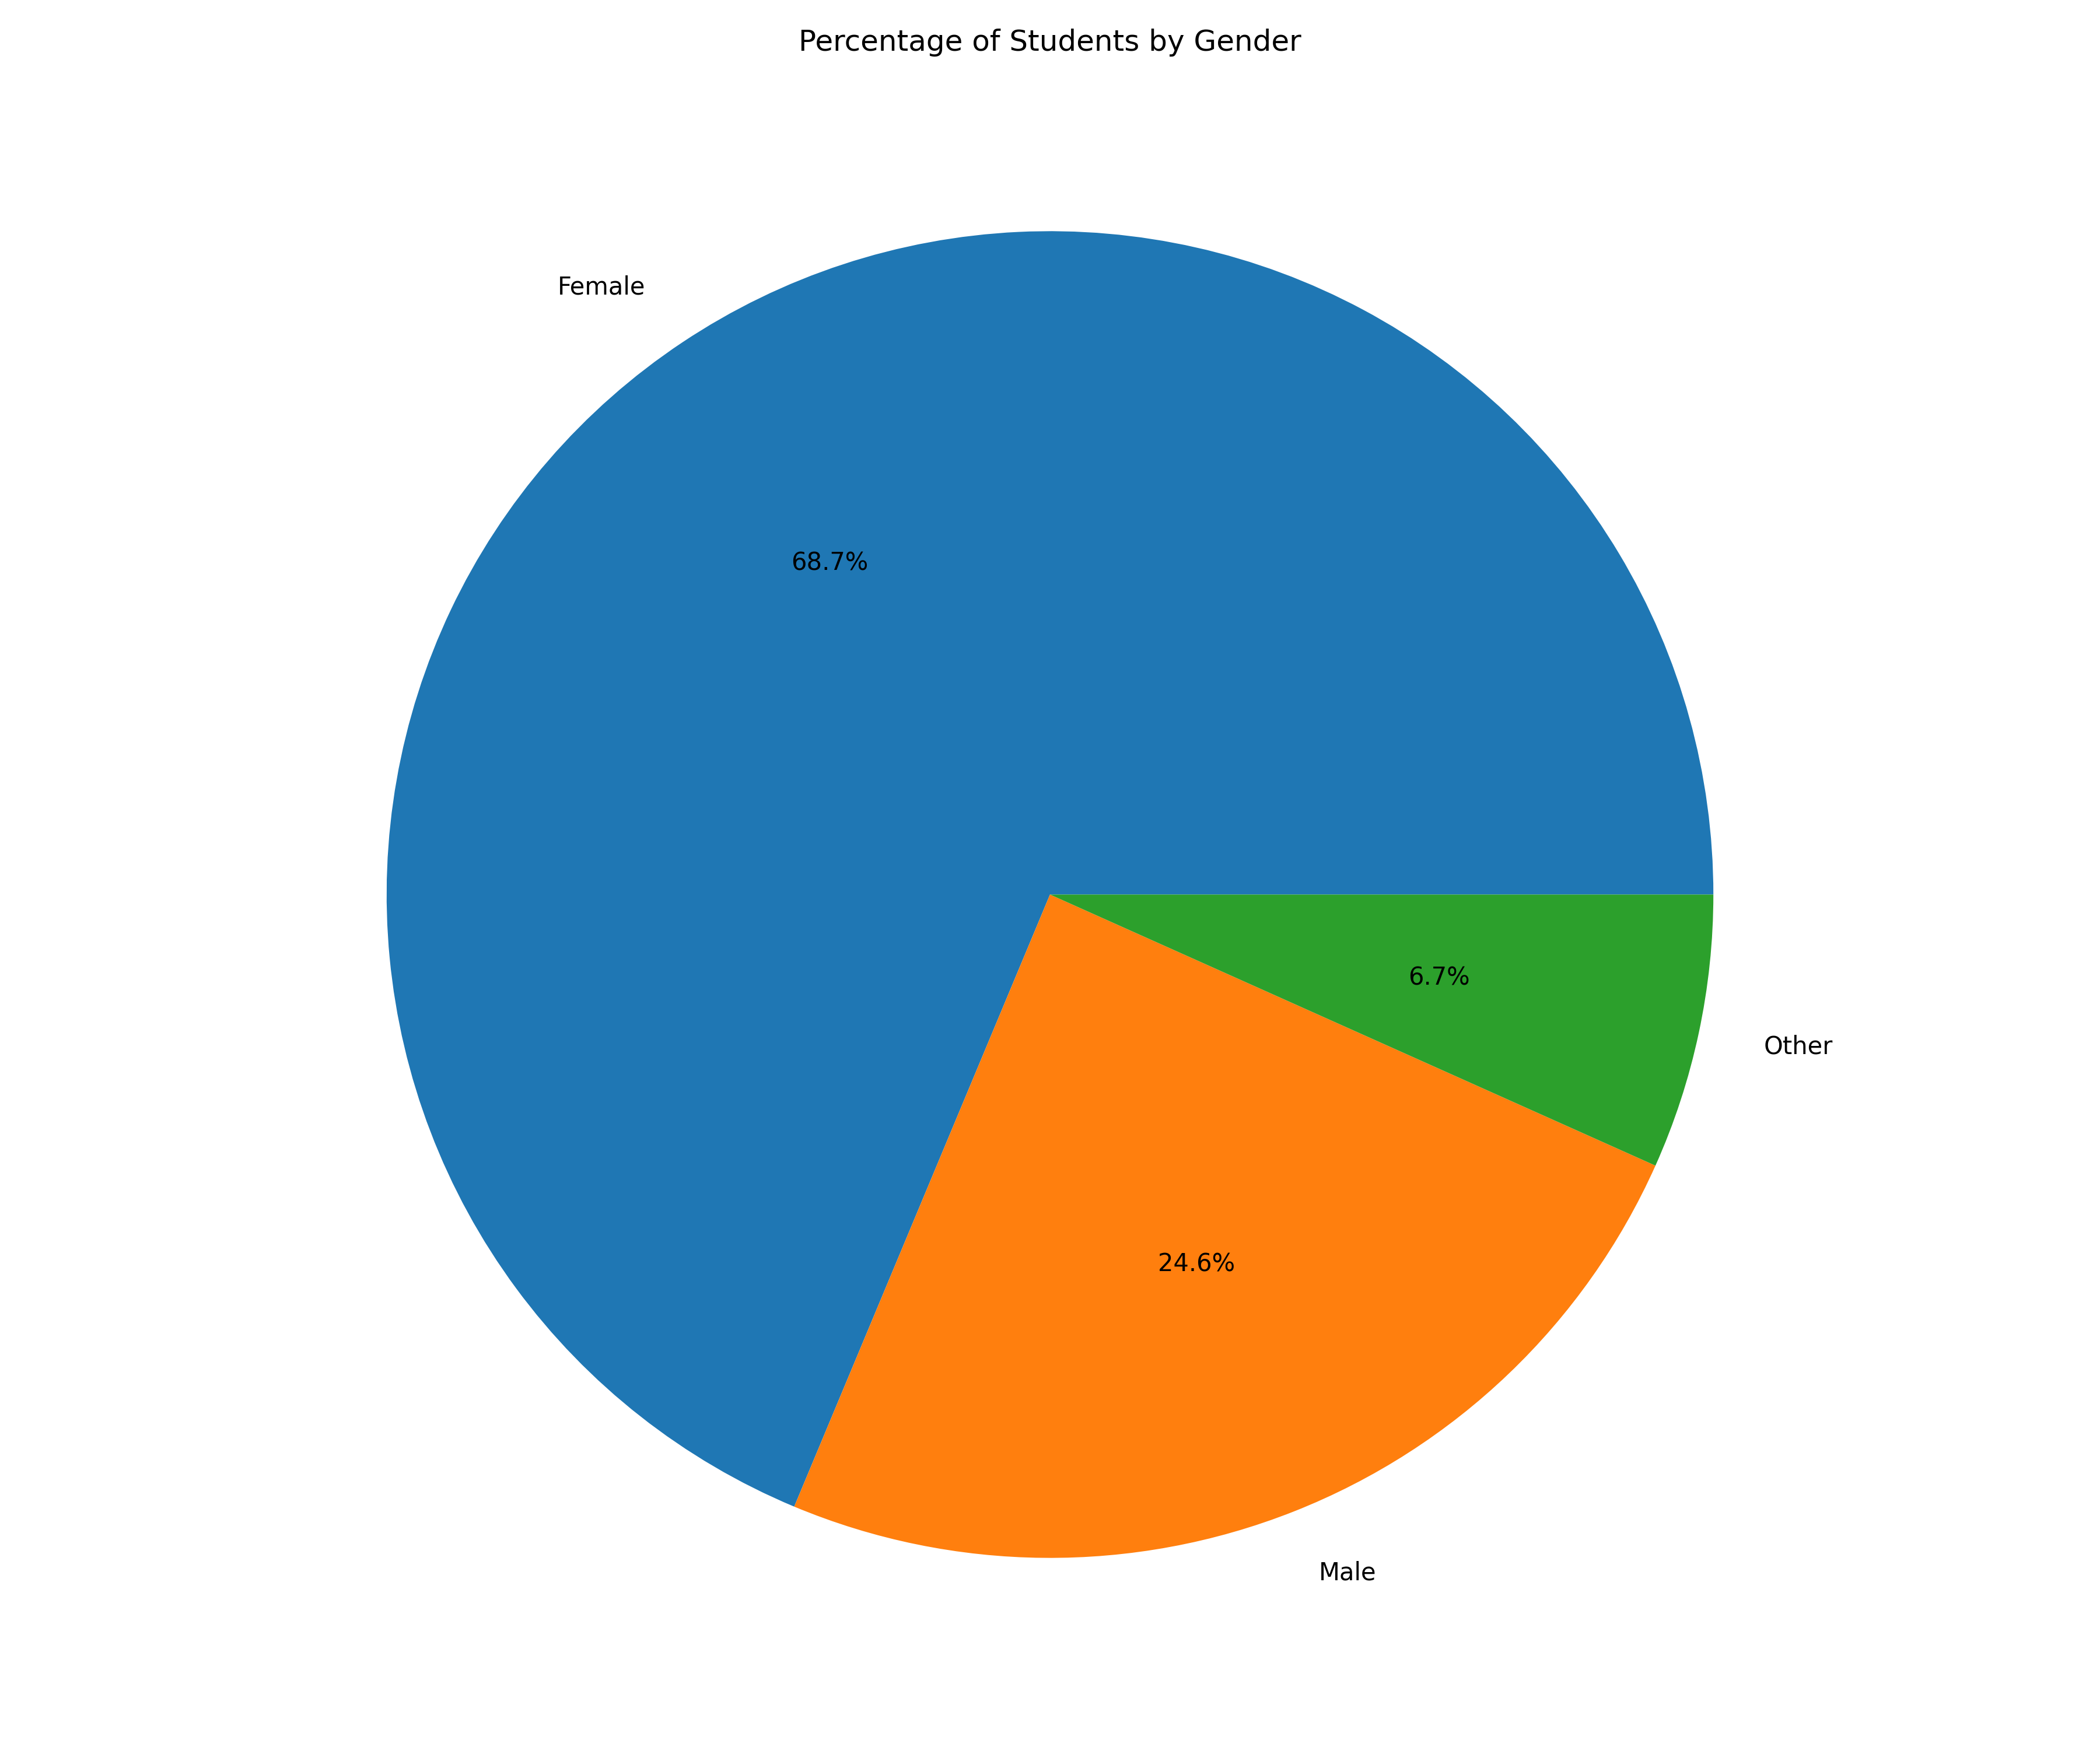 Percentage of Students by Gender
Female
68.7%
6.7%
Other
24.6%
Male